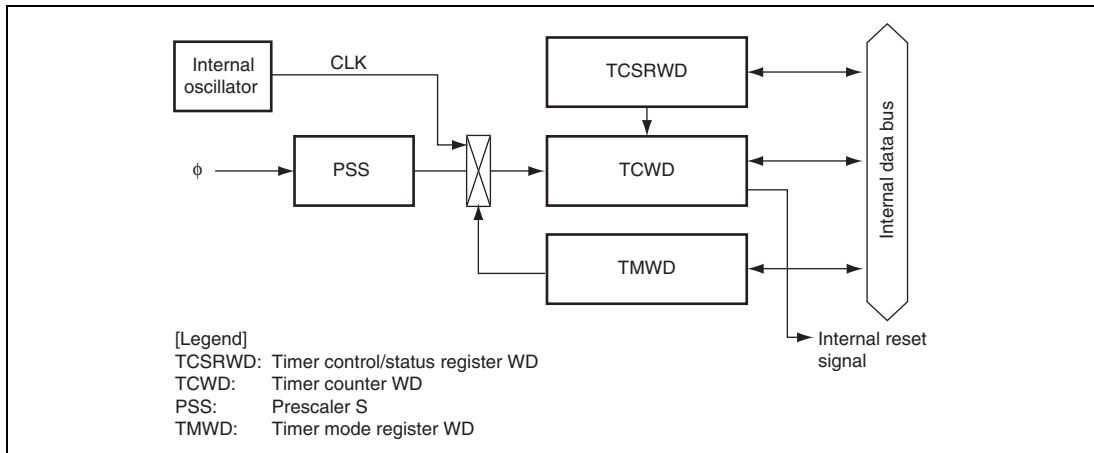 Internal
oscillator
CLK
φ
PSS
TCSRWD
TCWD
TMWD
Internal data bus
Internal reset
signal
[Legend]
TCSRWD: Timer control/status register WD
TCWD: Timer counter WD
PSS: Prescaler S
TMWD: Timer mode register WD